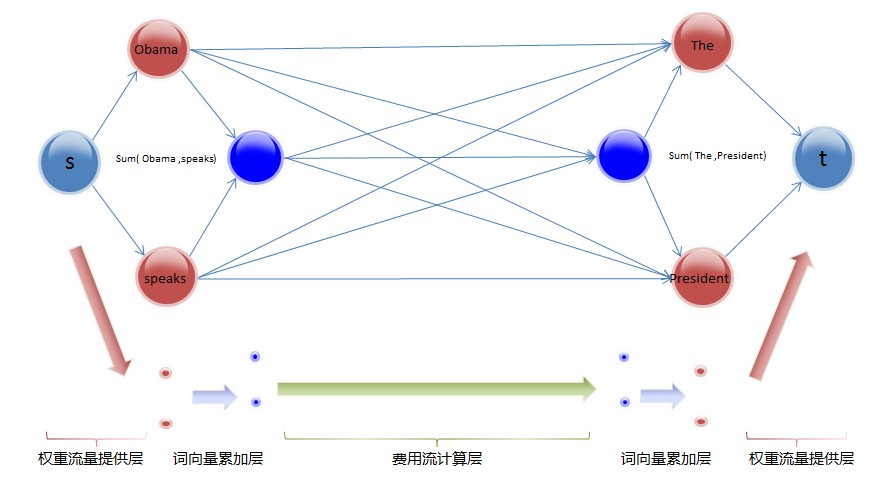 Obama
The
s
Sum( Obama ,speaks)
Sum( The ,President)
t
speaks
President
权重流量提供层
词向量累加层
费用流计算层
词向量累加层
权重流量提供层